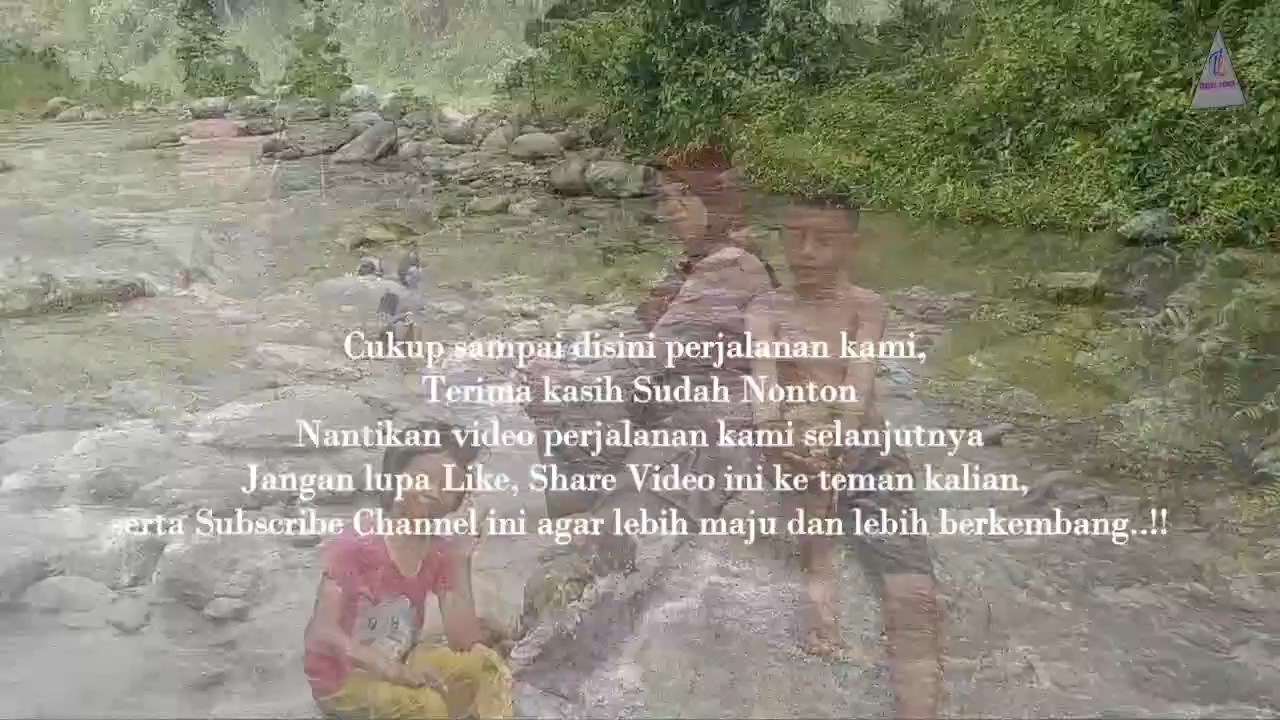 Cukup sampai disini perjalanan kami,
Terima kasih Sudah Nonton
Nantikan video perjalanan kami selanjutnya
Jangan lupa Like, Share Video ini ke teman kalian,
serta Subscribe Channel ini agar lebih maju dan lebih berkembang..!!